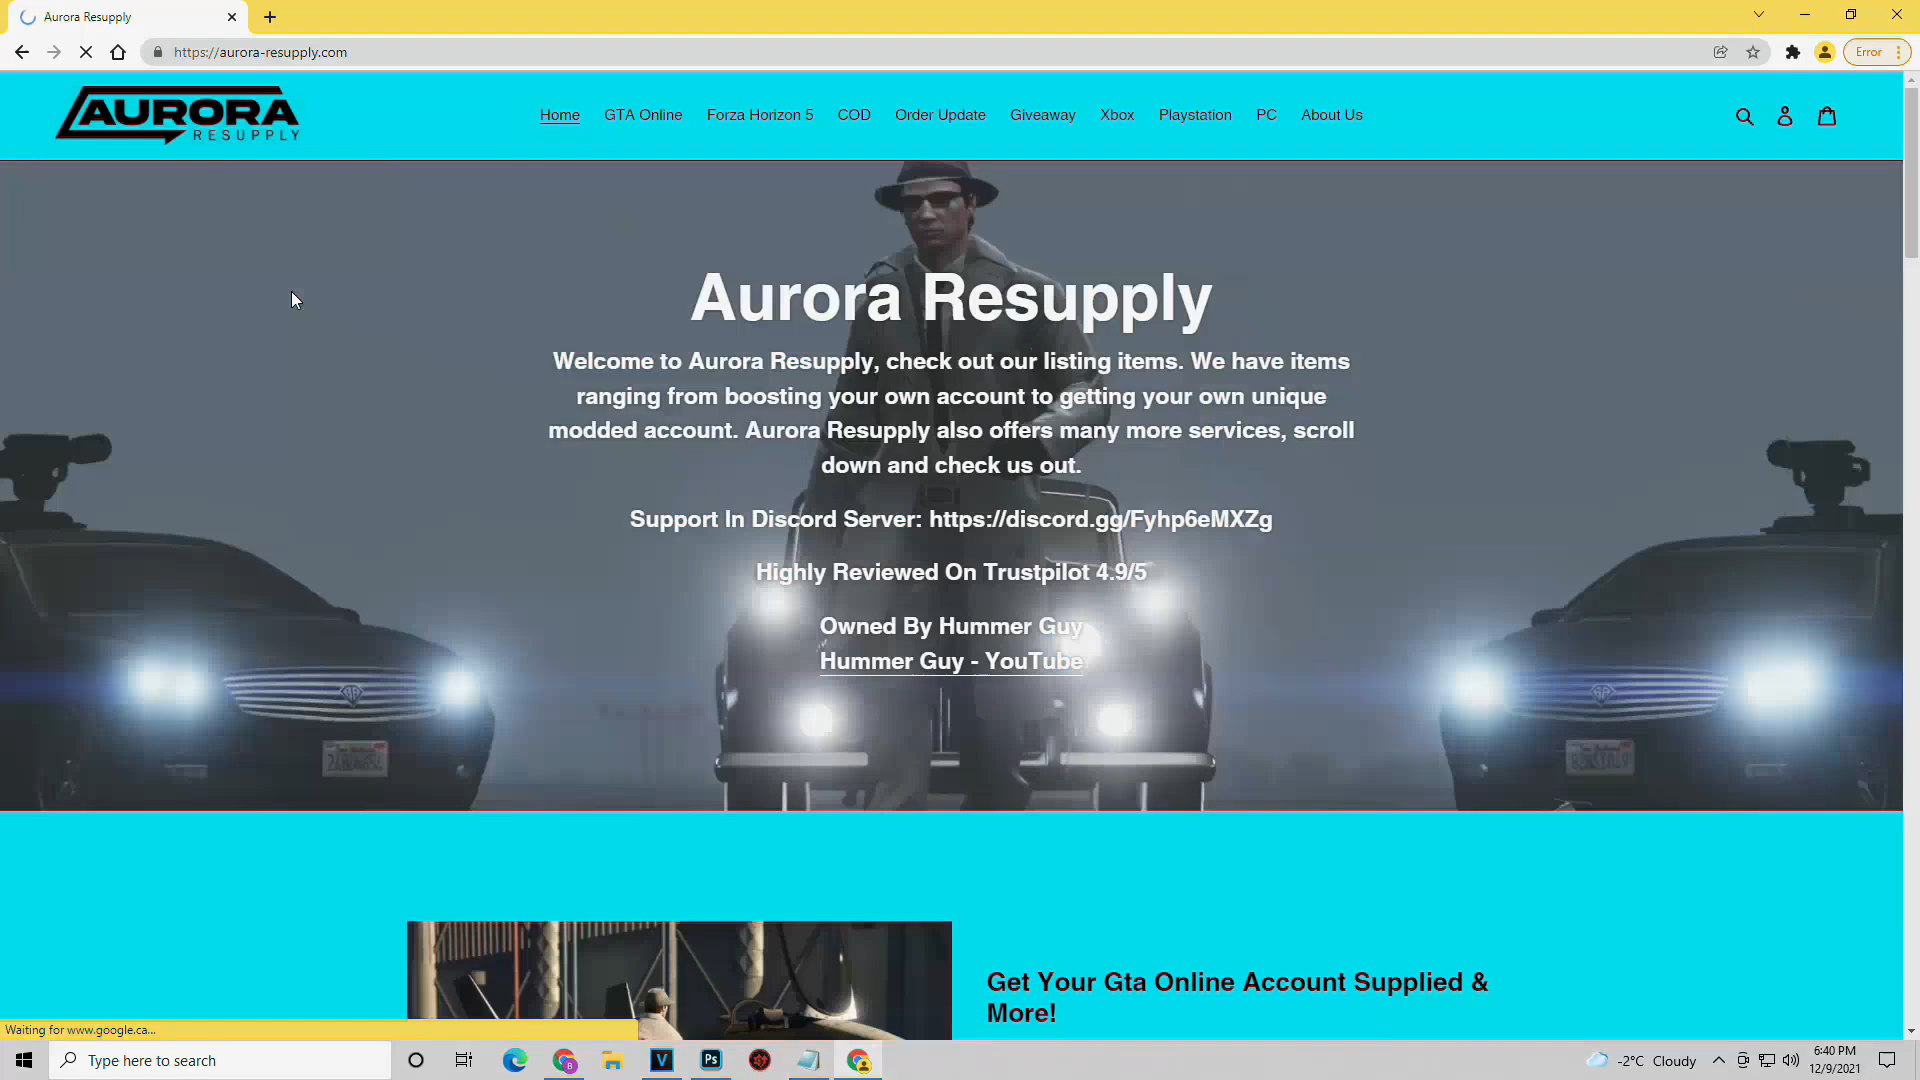 Aurora Resupply
https://aurora-resupply.com
Error
AURORA
RESUPPLY
Home
GTA Online
Forza Horizon 5
COD
Order Update
Giveaway
Xbox
Playstation
PC
About Us
Aurora Resupply
Welcome to Aurora Resupply, check out our listing items. We have items
ranging from boosting your own account to getting your own unique
modded account. Aurora Resupply also offers many more services, scroll
down and check us out.
Support In Discord Server: https://discord.gg/Fyhp6eMXZg
Highly Reviewed On Trustpilot 4.9/5
Owned By Hummer Guy
Hummer Guy - YouTube
Get Your Gta Online Account Supplied &
More!
Waiting for www.google.ca...
Type here to search
B
V
Ps
-2°C Cloudy
6:40 PM
12/9/2021